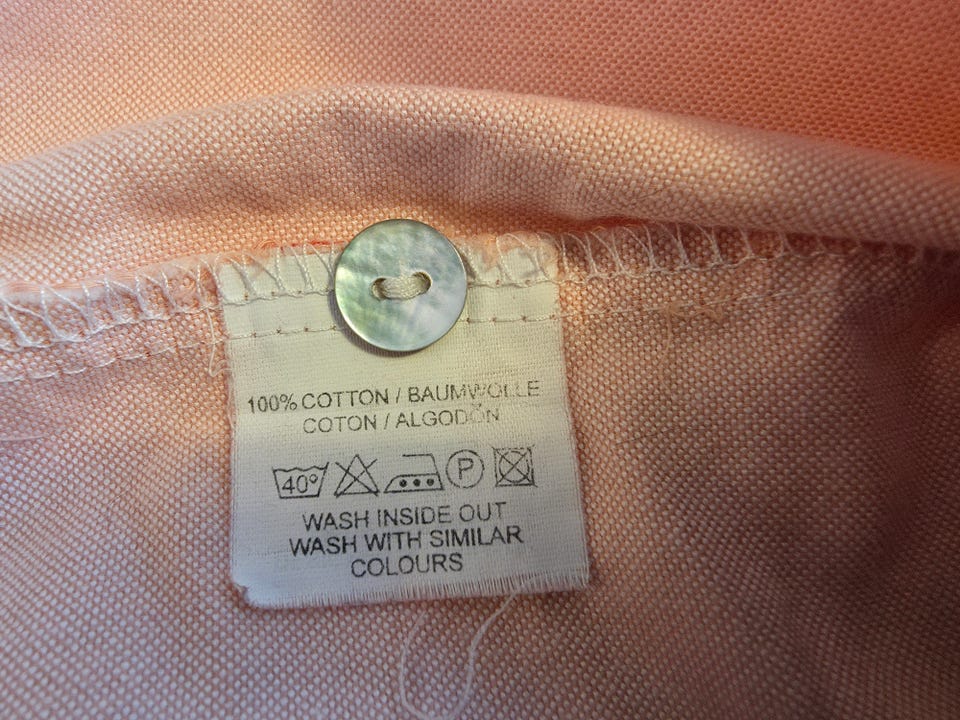 100% COTTON / BAUMWOLLE
COTON / ALGODÓN
40° P
WASH INSIDE OUT
WASH WITH SIMILAR
COLOURS